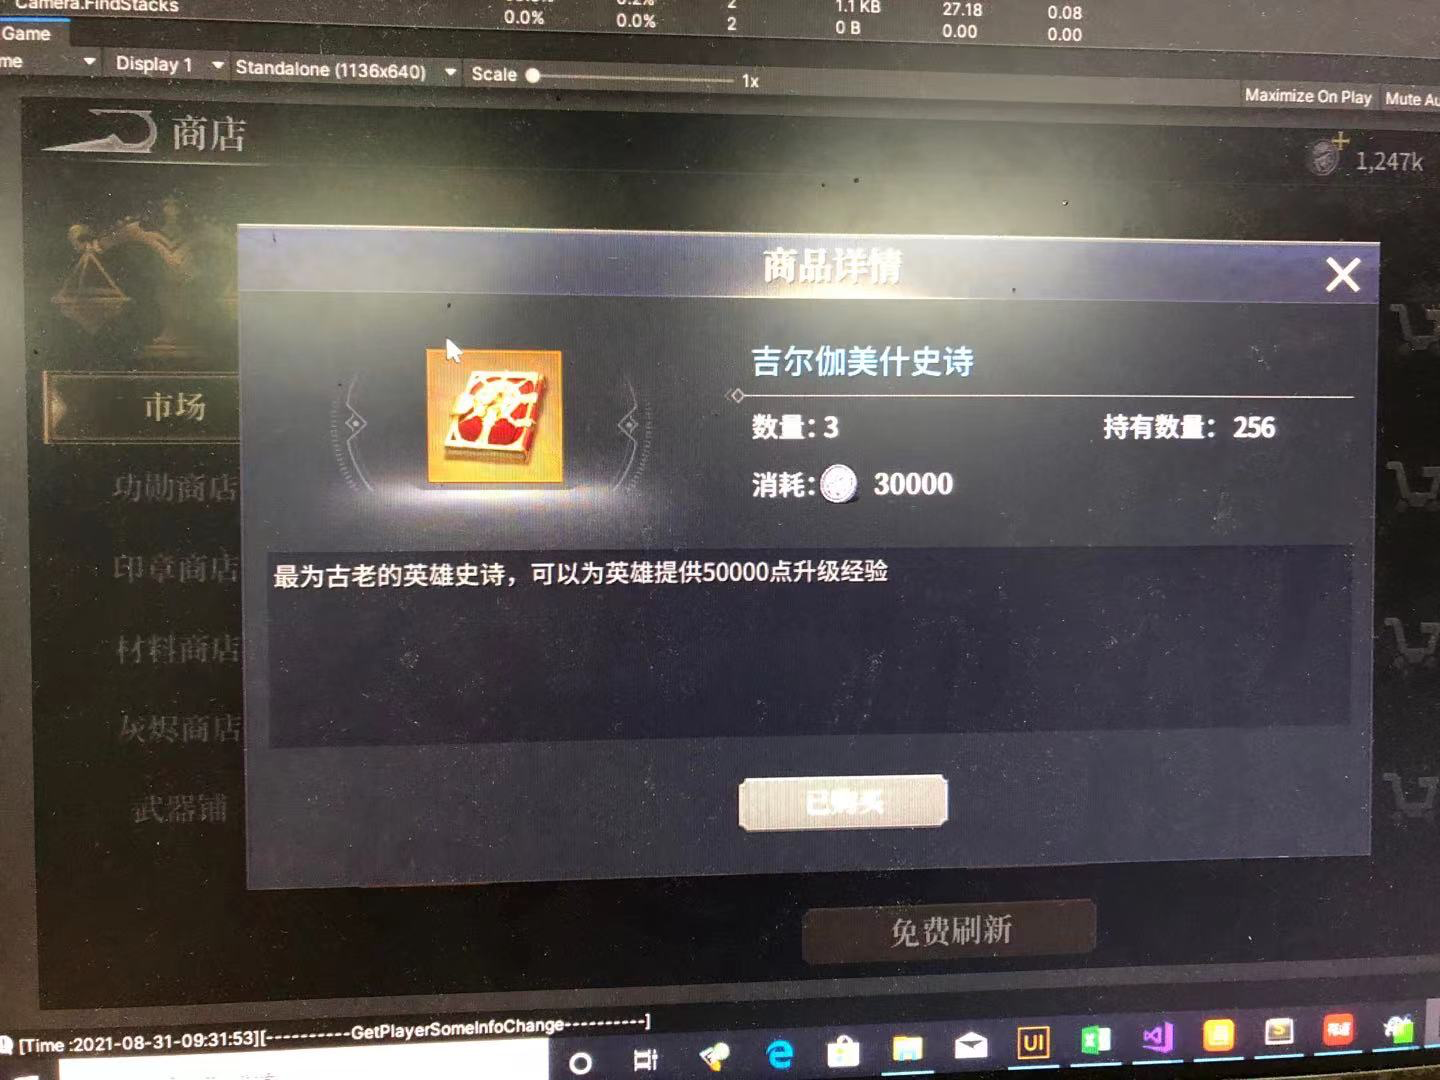 Camera.FindStacks
0.0% 0.2% 2 1.1 KB 27.18 0.08
0.0% 2 0 B 0.00 0.00
Game
me Display 1 Standalone (1136x640) Scale 1x
Maximize On Play Mute Au
商店
1,247k
商品详情
吉尔伽美什史诗
市场
数量: 3 持有数量: 256
功勋商店
消耗: 30000
印章商店
最为古老的英雄史诗，可以为英雄提供50000点升级经验
材料商店
灰烬商店
武器铺
已购买
免费刷新
[Time :2021-08-31-09:31:53][----------GetPlayerSomeInfoChange----------]
UI